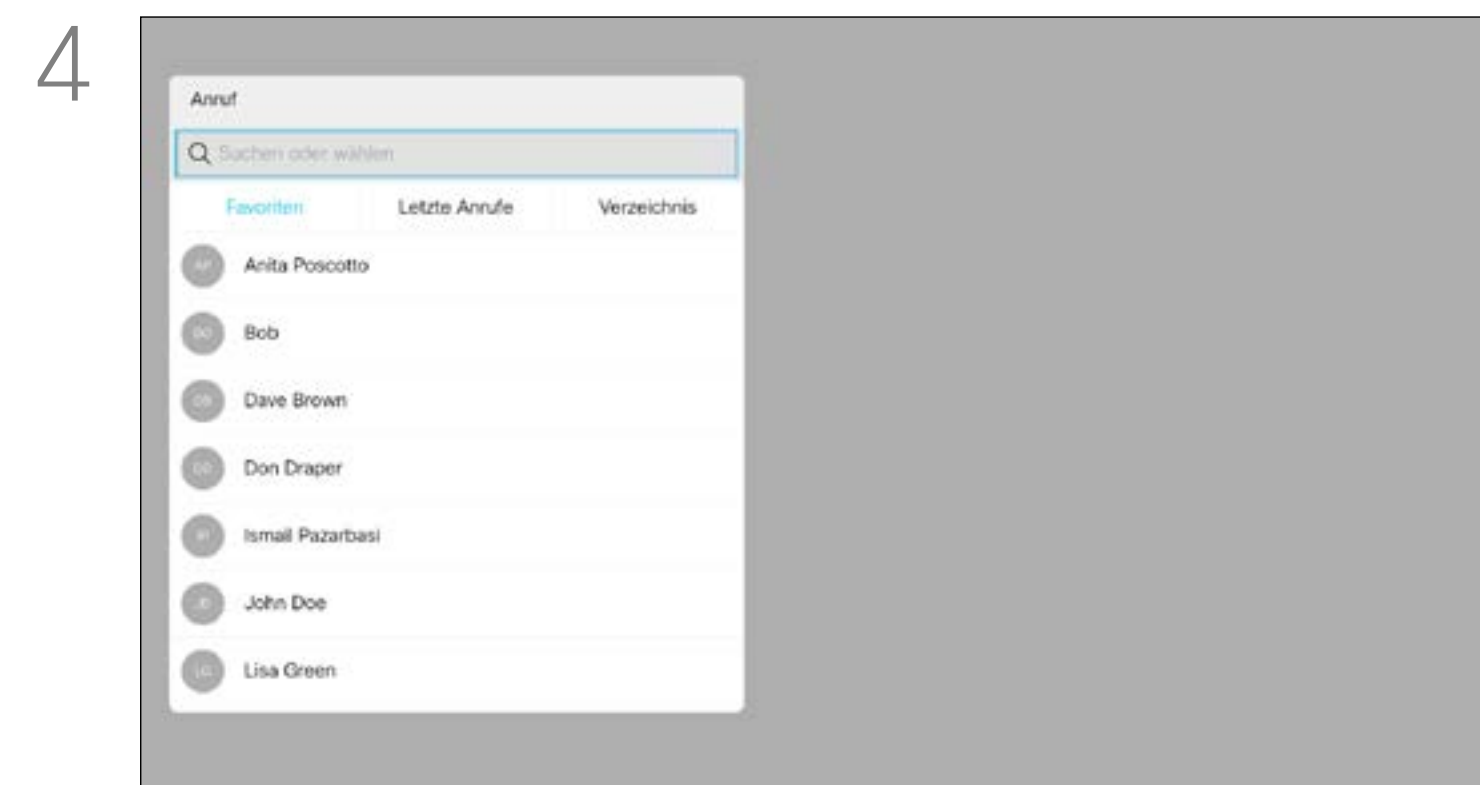 4
Anruf
Suchen oder wählen
Favoriten Letzte Anrufe Verzeichnis
Anita Poscotto
Bob
Dave Brown
Don Draper
Ismail Pazarbasi
John Doe
Lisa Green